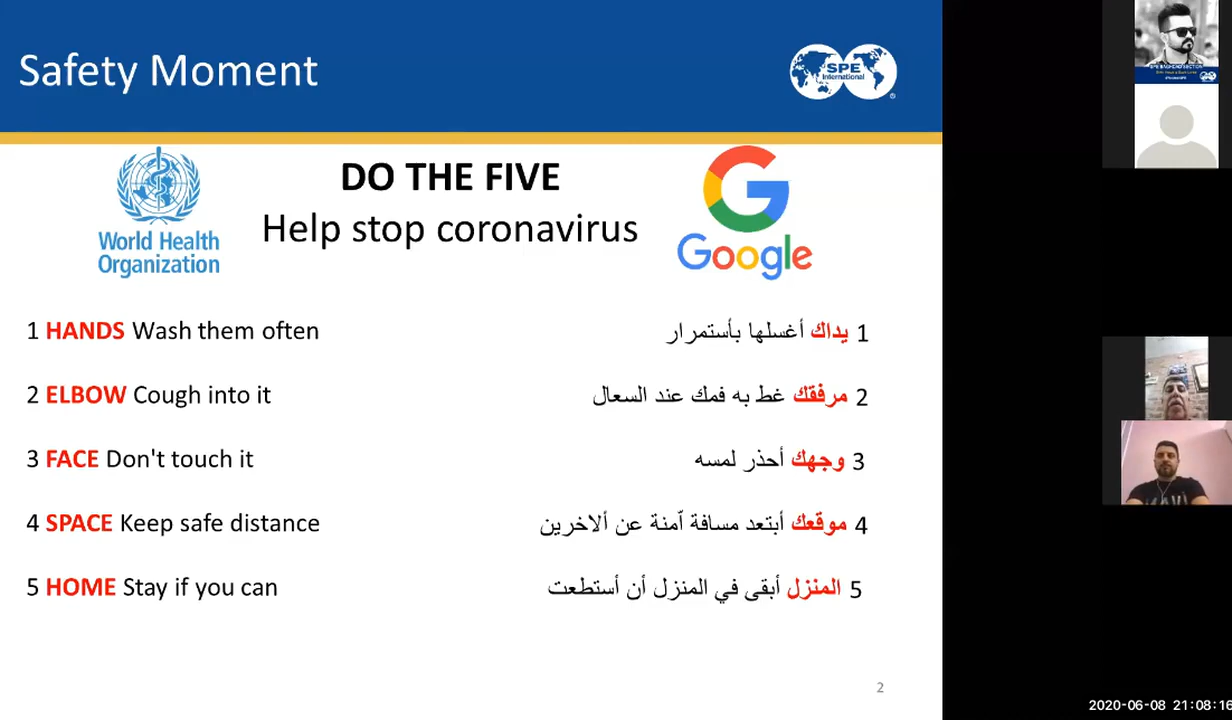 Safety Moment
SPE
International
World Health
Organization
DO THE FIVE
Help stop coronavirus
Google
1 HANDS Wash them often
1 يداك أغسلها بأستمرار
2 ELBOW Cough into it
2 مرفقك غط به فمك عند السعال
3 FACE Don't touch it
3 وجهك أحذر لمسه
4 SPACE Keep safe distance
4 موقعك أبتعد مسافة آمنة عن ألاخرين
5 HOME Stay if you can
5 المنزل أبقى في المنزل أن أستطعت
2
2020-06-08 21:08:16